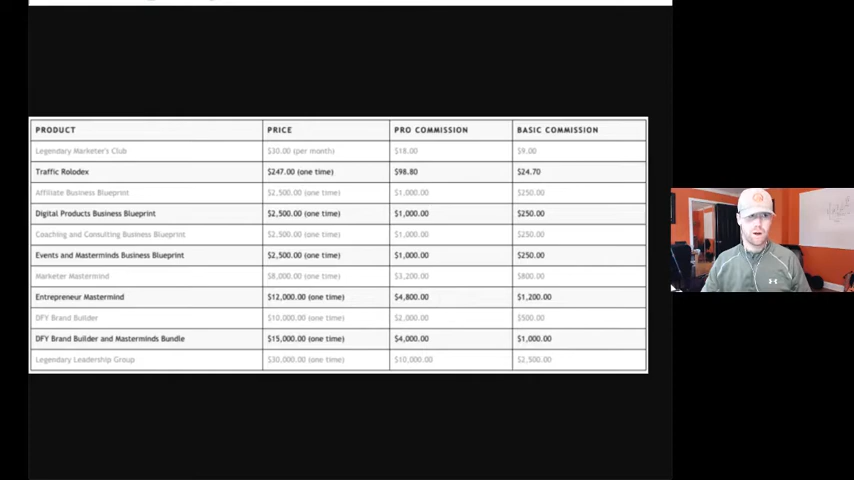 PRODUCT PRICE PRO COMMISSION BASIC COMMISSION
Legendary Marketer's Club $30.00 (per month) $18.00 $9.00
Traffic Rolodex $247.00 (one time) $98.80 $24.70
Affiliate Business Blueprint $2,500.00 (one time) $1,000.00 $250.00
Digital Products Business Blueprint $2,500.00 (one time) $1,000.00 $250.00
Coaching and Consulting Business Blueprint $2,500.00 (one time) $1,000.00 $250.00
Events and Masterminds Business Blueprint $2,500.00 (one time) $1,000.00 $250.00
Marketer Mastermind $8,000.00 (one time) $3,200.00 $800.00
Entrepreneur Mastermind $12,000.00 (one time) $4,800.00 $1,200.00
DFY Brand Builder $10,000.00 (one time) $2,000.00 $500.00
DFY Brand Builder and Masterminds Bundle $15,000.00 (one time) $4,000.00 $1,000.00
Legendary Leadership Group $30,000.00 (one time) $10,000.00 $2,500.00